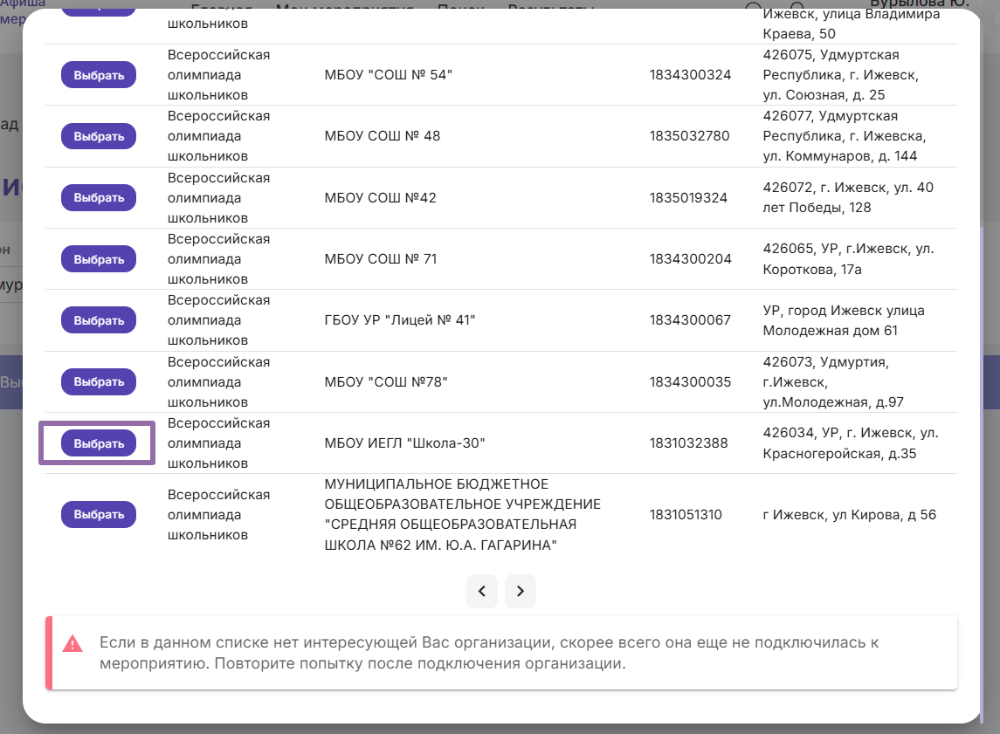 Афиша
Главная
Мои мероприятия
Поиск
Результаты
Бурылова Ю.
мер
школьников
Ижевск, улица Владимира
Краева, 50
Выбрать
Всероссийская
олимпиада
школьников
МБОУ "СОШ № 54"
1834300324
426075, Удмуртская
Республика, г. Ижевск,
ул. Союзная, д. 25
Выбрать
Всероссийская
олимпиада
школьников
МБОУ СОШ № 48
1835032780
426077, Удмуртская
Республика, г. Ижевска,
ул. Коммунаров, д. 144
Выбрать
Всероссийская
олимпиада
школьников
МБОУ СОШ №42
1835019324
426072, г. Ижевск, ул. 40
лет Победы, 128
Выбрать
Всероссийская
олимпиада
школьников
МБОУ СОШ № 71
1834300204
426065, УР, г.Ижевск, ул.
Короткова, 17а
Выбрать
Всероссийская
олимпиада
школьников
ГБОУ УР "Лицей № 41"
1834300067
УР, город Ижевск улица
Молодежная дом 61
Выбрать
Всероссийская
олимпиада
школьников
МБОУ "СОШ №78"
1834300035
426073, Удмуртия,
г.Ижевск,
ул.Молодежная, д.97
Выбрать
Всероссийская
олимпиада
школьников
МБОУ ИЕГЛ "Школа-30"
1831032388
426034, УР, г. Ижевск, ул.
Красногеройская, д.35
Выбрать
Всероссийская
олимпиада
школьников
МУНИЦИПАЛЬНОЕ БЮДЖЕТНОЕ
ОБЩЕОБРАЗОВАТЕЛЬНОЕ УЧРЕЖДЕНИЕ
"СРЕДНЯЯ ОБЩЕОБРАЗОВАТЕЛЬНАЯ
ШКОЛА №62 ИМ. Ю.А. ГАГАРИНА"
1831051310
г Ижевск, ул Кирова, д 56
Если в данном списке нет интересующей Вас организации, скорее всего она еще не подключилась к
мероприятию. Повторите попытку после подключения организации.